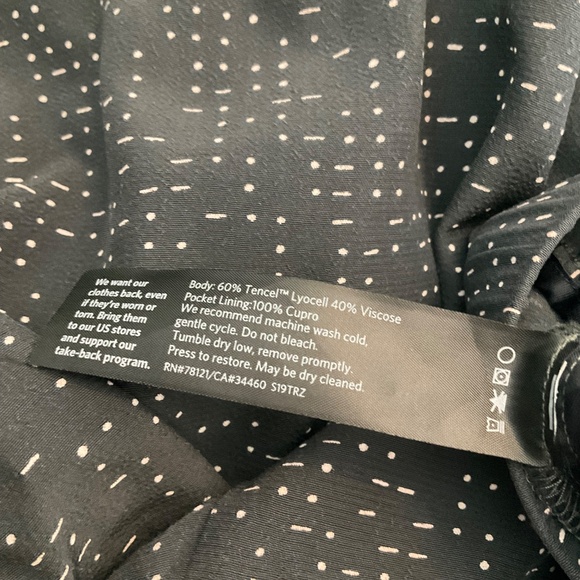 We want our
clothes back, even
if they're worn or
torn. Bring them
to our US stores
and support our
take-back program.
Body: 60% Tencel™ Lyocell 40% Viscose
Pocket Lining:100% Cupro
We recommend machine wash cold,
gentle cycle. Do not bleach.
Tumble dry low, remove promptly.
Press to restore. May be dry cleaned.
RN#78121/CA#34460 S19TRZ